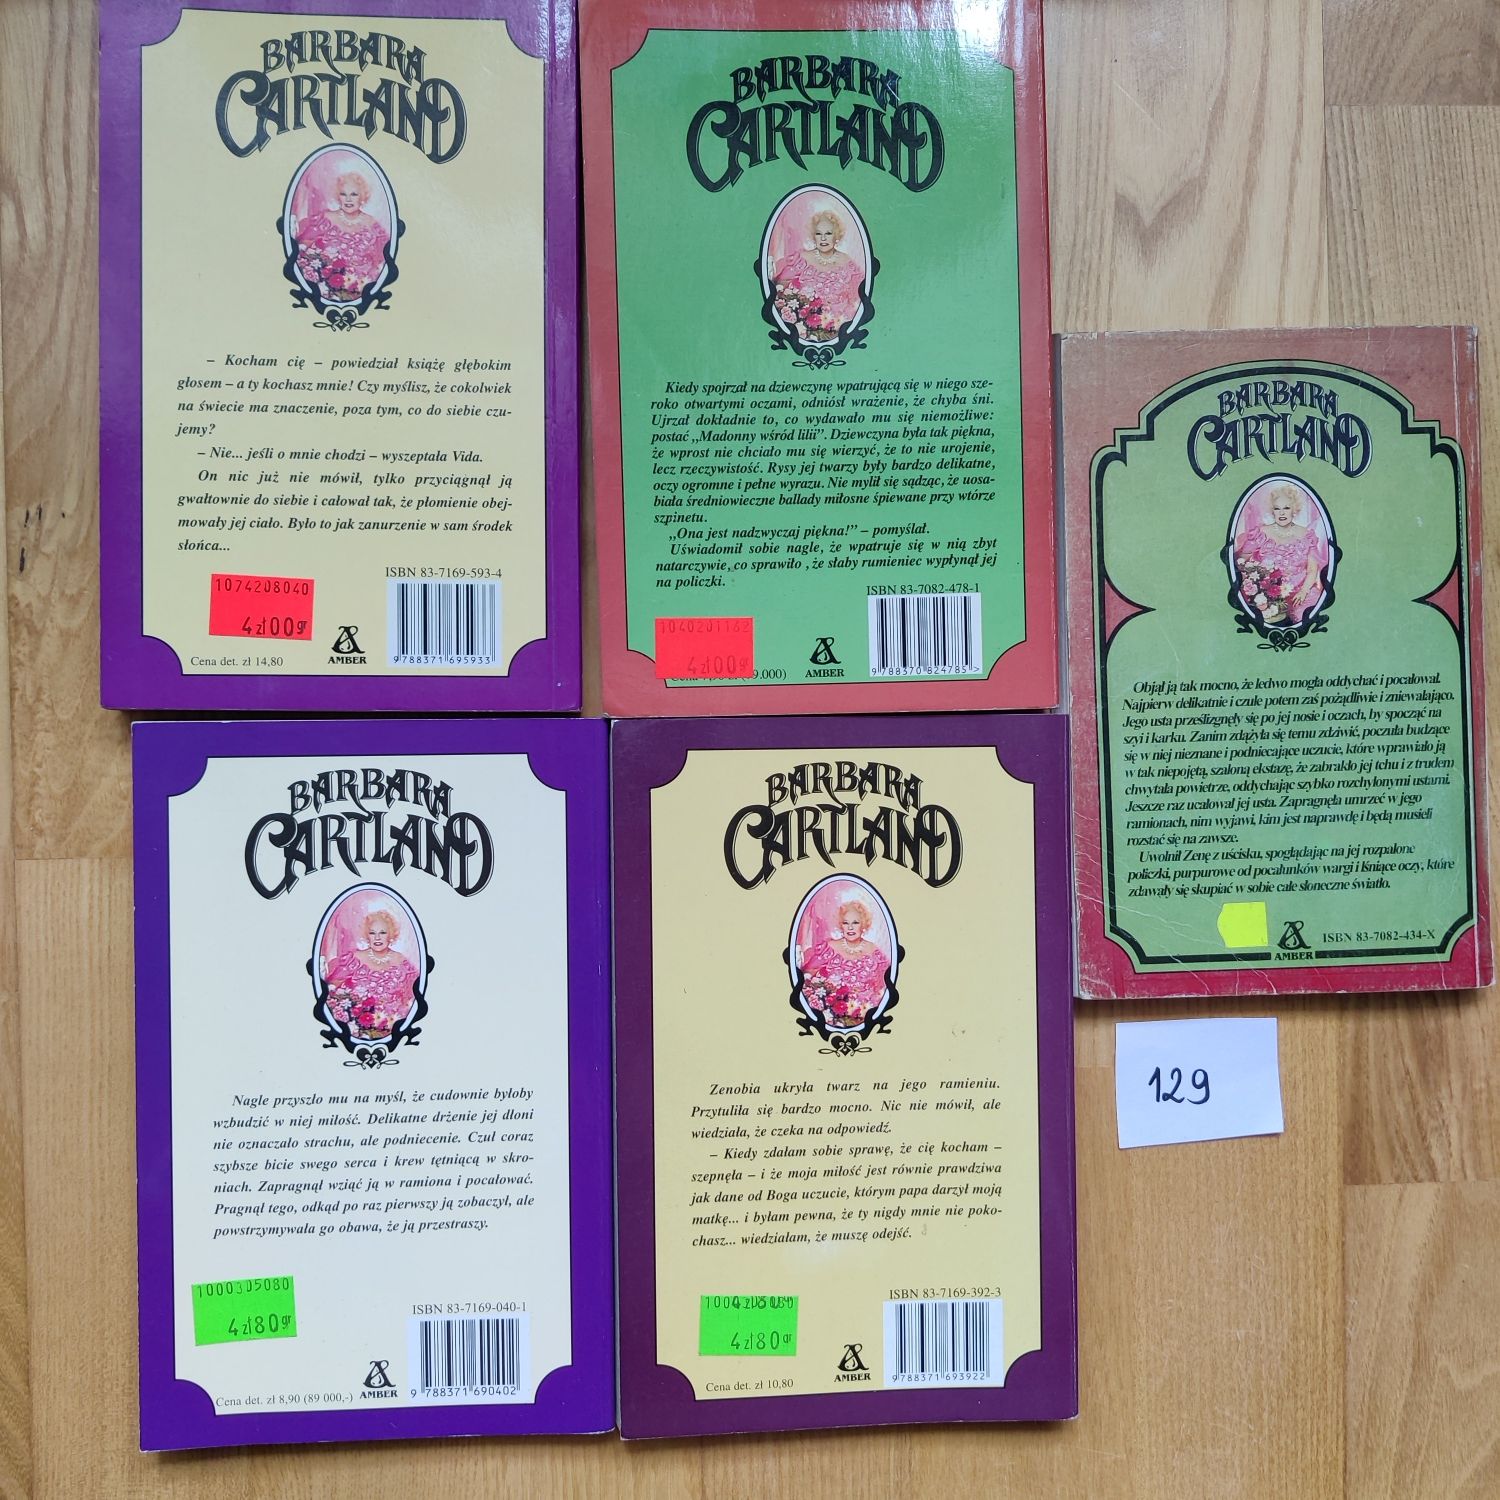 BARBARA
CARTLAND
– Kocham cię – powiedział książę głębokim
głosem – a ty kochasz mnie! Czy myślisz, że cokolwiek
na świecie ma znaczenie, poza tym, co do siebie czu-
jemy?
– Nie... jeśli o mnie chodzi – wyszeptała Vida.
On nic już nie mówił, tylko przyciągnął ją
gwałtownie do siebie i całował tak, że płomienie obej-
mowały jej ciało. Było to jak zanurzenie w sam środek
słońca...
ISBN 83-7169-593-4
1074208040
4zł00gr
Cena det. zł 14,80
AMBER
9 788371 695933
BARBARA
CARTLAND
Kiedy spojrzał na dziewczynę wpatrującą się w niego sze-
roko otwartymi oczami, odniósł wrażenie, że chyba śni.
Ujrzał dokładnie to, co wydawało mu się niemożliwe:
postać „Madonny wśród lilii”. Dziewczyna była tak piękna,
że wprost nie chciało mu się wierzyć, że to nie urojenie,
lecz rzeczywistość. Rysy jej twarzy były bardzo delikatne,
oczy ogromne i pełne wyrazu. Nie mylił się sądząc, że uosa-
biała średniowieczne ballady miłosne śpiewane przy wtórze
szpinetu.
„Ona jest nadzwyczaj piękna!” – pomyślał.
Uświadomił sobie nagle, że wpatruje się w nią zbyt
natarczywie, co sprawiło , że słaby rumieniec wypłynął jej
na policzki.
ISBN 83-7082-478-1
1040201162
4zł00gr
9.000)
AMBER
9 788370 824785 >
BARBARA
CARTLAND
Objął ją tak mocno, że ledwo mogła oddychać i pocałował.
Najpierw delikatnie i czule potem zaś pożądliwie i zniewalająco.
Jego usta prześlizgnęły się po jej nosie i oczach, by spocząć na
szyi i karku. Zanim zdążyła się temu zdziwić, poczuła budzące
się w niej nieznane i podniecające uczucie, które wprawiało ją
w tak niepojętą, szaloną ekstazę, że zabrakło jej tchu i z trudem
chwytała powietrze, oddychając szybko rozchylonymi ustami.
Jeszcze raz ucałował jej usta. Zapragnęła umrzeć w jego
ramionach, nim wyjawi, kim jest naprawdę i będą musieli
rozstać się na zawsze.
Uwolnił Zenę z uścisku, spoglądając na jej rozpalone
policzki, purpurowe od pocałunków wargi i lśniące oczy, które
zdawały się skupiać w sobie całe słoneczne światło.
AMBER
ISBN 83-7082-434-X
BARBARA
CARTLAND
Nagle przyszło mu na myśl, że cudownie byłoby
wzbudzić w niej miłość. Delikatne drżenie jej dłoni
nie oznaczało strachu, ale podniecenie. Czuł coraz
szybsze bicie swego serca i krew tętniącą w skro-
niach. Zapragnął wziąć ją w ramiona i pocałować.
Pragnął tego, odkąd po raz pierwszy ją zobaczył, ale
powstrzymywała go obawa, że ją przestraszy.
1000305080
4zł80gr
ISBN 83-7169-040-1
Cena det. zł 8,90 (89 000,-)
AMBER
9 788371 690402
BARBARA
CARTLAND
Zenobia ukryła twarz na jego ramieniu.
Przytuliła się bardzo mocno. Nic nie mówił, ale
wiedziała, że czeka na odpowiedź.
– Kiedy zdałam sobie sprawę, że cię kocham –
szepnęła – i że moja miłość jest równie prawdziwa
jak dane od Boga uczucie, którym papa darzył moją
matkę... i byłam pewna, że ty nigdy mnie nie poko-
chasz... wiedziałam, że muszę odejść.
4zł80gr
ISBN 83-7169-392-3
Cena det. zł 10,80
AMBER
9 788371 693922
129